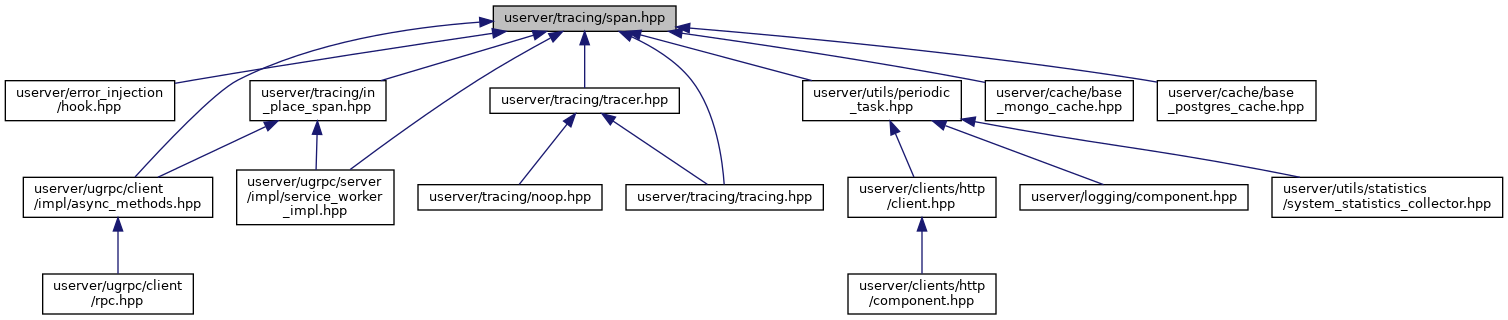 userver/tracing/span.hpp
userver/error_injection
/hook.hpp
userver/tracing/in
_place_span.hpp
userver/tracing/tracer.hpp
userver/utils/periodic
_task.hpp
userver/cache/base
_mongo_cache.hpp
userver/cache/base
_postgres_cache.hpp
userver/ugrpc/client
/impl/async_methods.hpp
userver/ugrpc/server
/impl/service_worker
_impl.hpp
userver/tracing/noop.hpp
userver/tracing/tracing.hpp
userver/clients/http
/client.hpp
userver/logging/component.hpp
userver/utils/statistics
/system_statistics_collector.hpp
userver/ugrpc/client
/rpc.hpp
userver/clients/http
/component.hpp